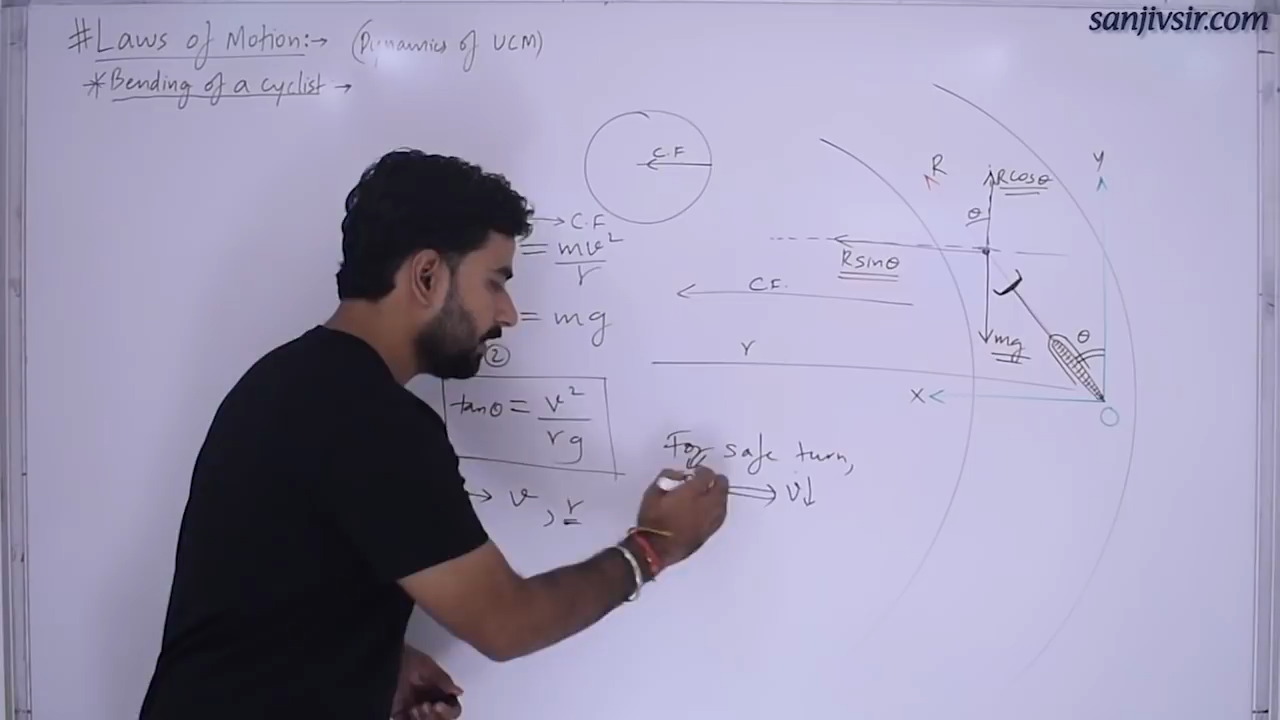 sanjivsir.com
#Laws of Motion:→ (Dynamics of UCM)
*Bending of a cyclist →
C.F
→ C.F
= mv²
r
= mg
②
tanθ = v²
rg
→ v, r
For safe turn,
⇒ v↓
R
Rcosθ
Y
θ
Rsinθ
C.F.
mg
θ
r
X
O